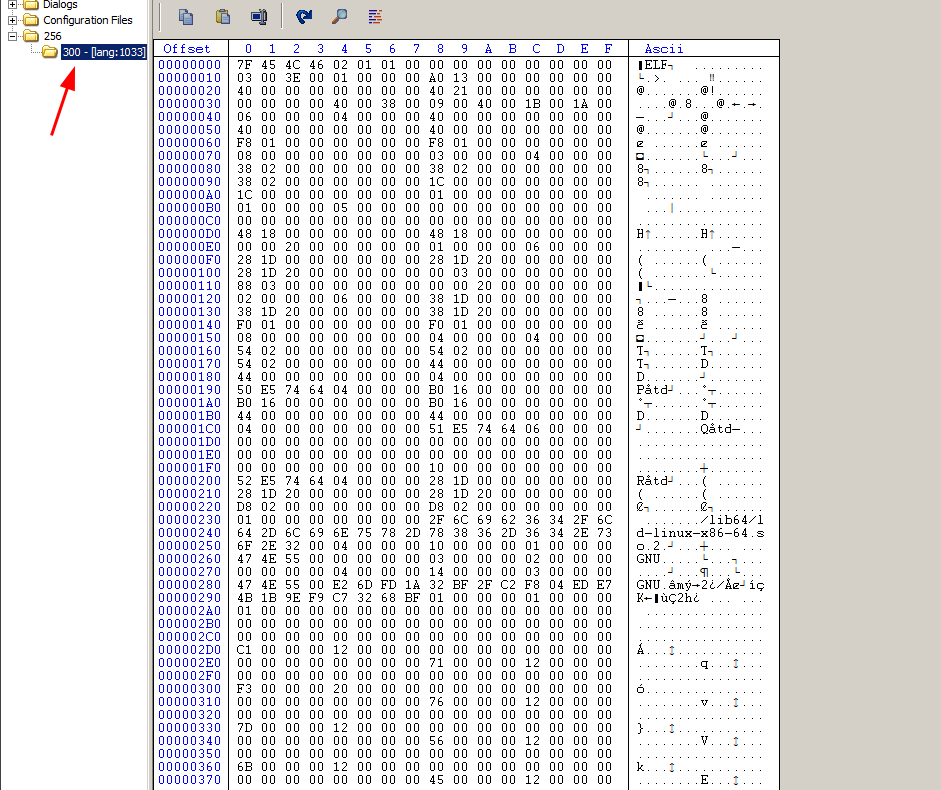 Dialogs
Configuration Files
256
300 - [lang:1033]
Offset 0 1 2 3 4 5 6 7 8 9 A B C D E F Ascii
00000000 7F 45 4C 46 02 01 01 00 00 00 00 00 00 00 00 00 ▮ELF┐ .........
00000010 03 00 3E 00 01 00 00 00 A0 13 00 00 00 00 00 00 └.>. ... ‼......
00000020 40 00 00 00 00 00 00 00 40 21 00 00 00 00 00 00 @.......@!......
00000030 00 00 00 00 40 00 38 00 09 00 40 00 1B 00 1A 00 ....@.8. .@.←.→.
00000040 06 00 00 00 04 00 00 00 40 00 00 00 00 00 00 00 ─...┘...@.......
00000050 40 00 00 00 00 00 00 00 40 00 00 00 00 00 00 00 @.......@.......
00000060 F8 01 00 00 00 00 00 00 F8 01 00 00 00 00 00 00 ø ......ø ......
00000070 08 00 00 00 00 00 00 00 03 00 00 00 04 00 00 00 ◘.......└...┘...
00000080 38 02 00 00 00 00 00 00 38 02 00 00 00 00 00 00 8┐......8┐......
00000090 38 02 00 00 00 00 00 00 1C 00 00 00 00 00 00 00 8┐...... .......
000000A0 1C 00 00 00 00 00 00 00 01 00 00 00 00 00 00 00 ....... .......
000000B0 01 00 00 00 05 00 00 00 00 00 00 00 00 00 00 00 ...│...........
000000C0 00 00 00 00 00 00 00 00 00 00 00 00 00 00 00 00 ................
000000D0 48 18 00 00 00 00 00 00 48 18 00 00 00 00 00 00 H↑......H↑......
000000E0 00 00 20 00 00 00 00 00 01 00 00 00 06 00 00 00 .. ..... ...─...
000000F0 28 1D 00 00 00 00 00 00 28 1D 20 00 00 00 00 00 ( ......( .....
00000100 28 1D 20 00 00 00 00 00 00 03 00 00 00 00 00 00 ( ......└......
00000110 88 03 00 00 00 00 00 00 00 00 20 00 00 00 00 00 ▮└........ .....
00000120 02 00 00 00 06 00 00 00 38 1D 00 00 00 00 00 00 ┐...─...8 ......
00000130 38 1D 20 00 00 00 00 00 38 1D 20 00 00 00 00 00 8 .....8 .....
00000140 F0 01 00 00 00 00 00 00 F0 01 00 00 00 00 00 00 ð ......ð ......
00000150 08 00 00 00 00 00 00 00 04 00 00 00 04 00 00 00 ◘.......┘...┘...
00000160 54 02 00 00 00 00 00 00 54 02 00 00 00 00 00 00 T┐......T┐......
00000170 54 02 00 00 00 00 00 00 44 00 00 00 00 00 00 00 T┐......D.......
00000180 44 00 00 00 00 00 00 00 04 00 00 00 00 00 00 00 D.......┘.......
00000190 50 E5 74 64 04 00 00 00 B0 16 00 00 00 00 00 00 Påtd┘...°┬......
000001A0 B0 16 00 00 00 00 00 00 B0 16 00 00 00 00 00 00 °┬......°┬......
000001B0 44 00 00 00 00 00 00 00 44 00 00 00 00 00 00 00 D.......D.......
000001C0 04 00 00 00 00 00 00 00 51 E5 74 64 06 00 00 00 ┘.......Qåtd─...
000001D0 00 00 00 00 00 00 00 00 00 00 00 00 00 00 00 00 ................
000001E0 00 00 00 00 00 00 00 00 00 00 00 00 00 00 00 00 ................
000001F0 00 00 00 00 00 00 00 00 10 00 00 00 00 00 00 00 ........┼.......
00000200 52 E5 74 64 04 00 00 00 28 1D 00 00 00 00 00 00 Råtd┘...( ......
00000210 28 1D 20 00 00 00 00 00 28 1D 20 00 00 00 00 00 ( .....( .....
00000220 D8 02 00 00 00 00 00 00 D8 02 00 00 00 00 00 00 Ø┐......Ø┐......
00000230 01 00 00 00 00 00 00 00 2F 6C 69 62 36 34 2F 6C ......./lib64/l
00000240 64 2D 6C 69 6E 75 78 2D 78 38 36 2D 36 34 2E 73 d-linux-x86-64.s
00000250 6F 2E 32 00 04 00 00 00 10 00 00 00 01 00 00 00 o.2.┘...┼... ...
00000260 47 4E 55 00 00 00 00 00 03 00 00 00 02 00 00 00 GNU.....└...┐...
00000270 00 00 00 00 04 00 00 00 14 00 00 00 03 00 00 00 ....┘...¶...└...
00000280 47 4E 55 00 E2 6D FD 1A 32 BF 2F C2 F8 04 ED E7 GNU.âmý→2¿/Âø┘íç
00000290 4B 1B 9E F9 C7 32 68 BF 01 00 00 00 01 00 00 00 K←▮ùÇ2h¿ ... ...
000002A0 01 00 00 00 00 00 00 00 00 00 00 00 00 00 00 00 ...............
000002B0 00 00 00 00 00 00 00 00 00 00 00 00 00 00 00 00 ................
000002C0 00 00 00 00 00 00 00 00 00 00 00 00 00 00 00 00 ................
000002D0 C1 00 00 00 12 00 00 00 00 00 00 00 00 00 00 00 Á...↕...........
000002E0 00 00 00 00 00 00 00 00 71 00 00 00 12 00 00 00 ........q...↕...
000002F0 00 00 00 00 00 00 00 00 00 00 00 00 00 00 00 00 ................
00000300 F3 00 00 00 20 00 00 00 00 00 00 00 00 00 00 00 ó... ...........
00000310 00 00 00 00 00 00 00 00 76 00 00 00 12 00 00 00 ........v...↕...
00000320 00 00 00 00 00 00 00 00 00 00 00 00 00 00 00 00 ................
00000330 7D 00 00 00 12 00 00 00 00 00 00 00 00 00 00 00 }...↕...........
00000340 00 00 00 00 00 00 00 00 56 00 00 00 12 00 00 00 ........V...↕...
00000350 00 00 00 00 00 00 00 00 00 00 00 00 00 00 00 00 ................
00000360 6B 00 00 00 12 00 00 00 00 00 00 00 00 00 00 00 k...↕...........
00000370 00 00 00 00 00 00 00 00 45 00 00 00 12 00 00 00 ........E...↕...